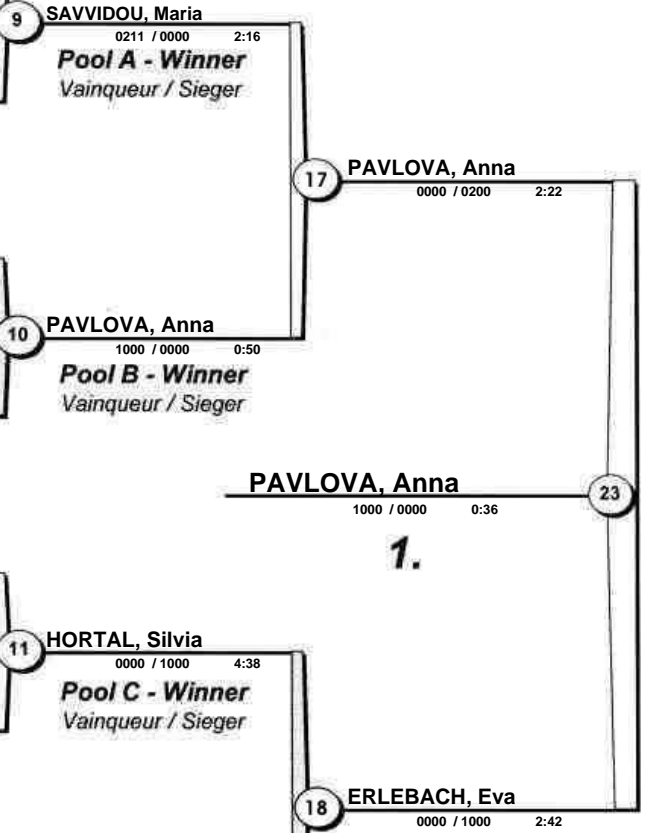 9 SAVVIDOU, Maria
0211 / 0000 2:16
Pool A - Winner
Vainqueur / Sieger
17 PAVLOVA, Anna
0000 / 0200 2:22
10 PAVLOVA, Anna
1000 / 0000 0:50
Pool B - Winner
Vainqueur / Sieger
PAVLOVA, Anna 23
1000 / 0000 0:36
1.
11 HORTAL, Silvia
0000 / 1000 4:38
Pool C - Winner
Vainqueur / Sieger
18 ERLEBACH, Eva
0000 / 1000 2:42